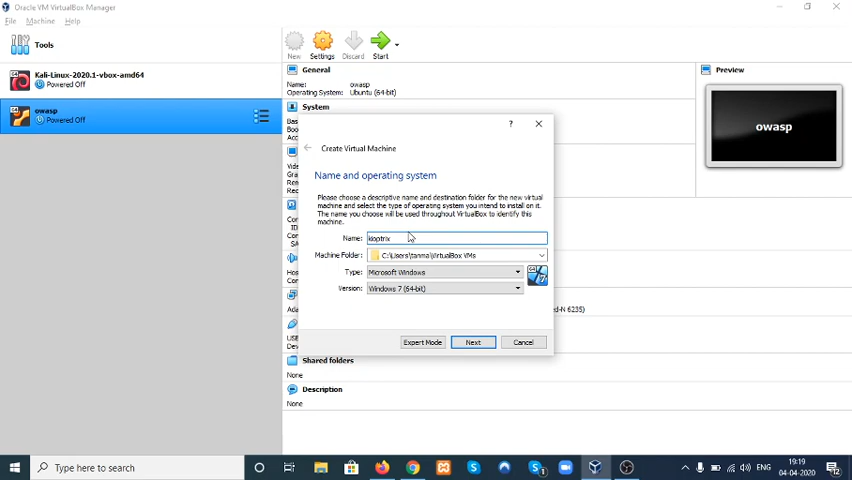 Oracle VM VirtualBox Manager
File Machine Help
Tools
New Settings Discard Start
Kali-Linux-2020.1-vbox-amd64
Powered Off
owasp
Powered Off
General
Name: owasp
Operating System: Ubuntu (64-bit)
System
Preview
owasp
Create Virtual Machine
Name and operating system
Please choose a descriptive name and destination folder for the new virtual
machine and select the type of operating system you intend to install on it.
The name you choose will be used throughout VirtualBox to identify this
machine.
Name: kioptrix
Machine Folder: C:\Users\tanma\VirtualBox VMs
Type: Microsoft Windows
Version: Windows 7 (64-bit)
Expert Mode Next Cancel
Shared folders
None
Description
None
Type here to search
ENG
19:19
04-04-2020